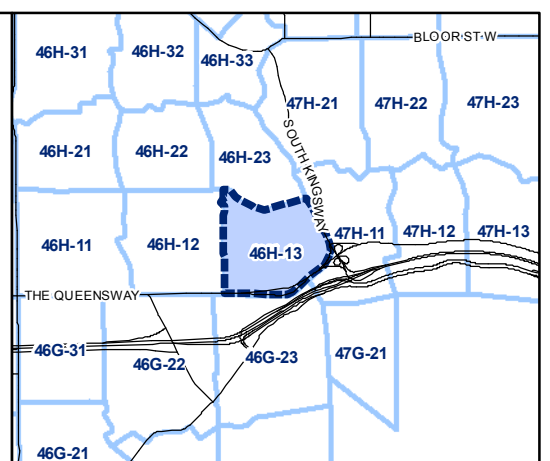 BLOOR ST W
46H-31
46H-32
46H-33
47H-21
47H-22
47H-23
SOUTH KINGSWAY
46H-21
46H-22
46H-23
46H-11
46H-12
46H-13
47H-11
47H-12
47H-13
THE QUEENSWAY
46G-31
46G-22
46G-23
47G-21
46G-21